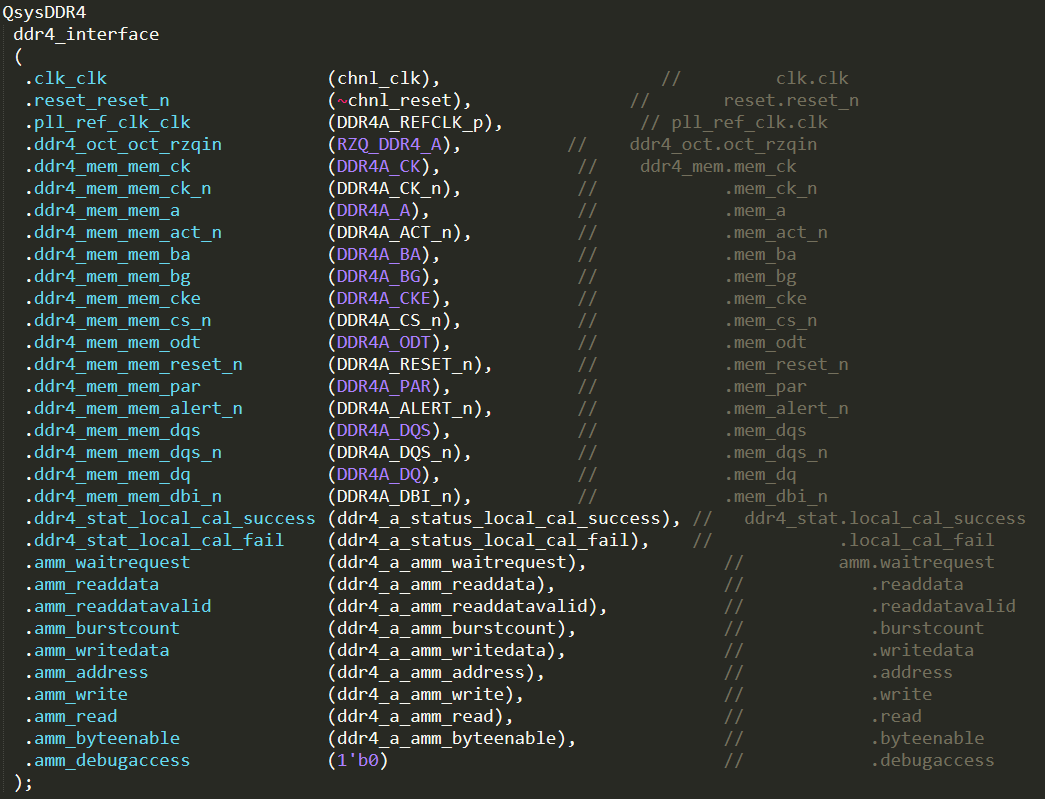 QsysDDR4
ddr4_interface
(
.clk_clk (chnl_clk), // clk.clk
.reset_reset_n (~chnl_reset), // reset.reset_n
.pll_ref_clk_clk (DDR4A_REFCLK_p), // pll_ref_clk.clk
.ddr4_oct_oct_rzqin (RZQ_DDR4_A), // ddr4_oct.oct_rzqin
.ddr4_mem_mem_ck (DDR4A_CK), // ddr4_mem.mem_ck
.ddr4_mem_mem_ck_n (DDR4A_CK_n), // .mem_ck_n
.ddr4_mem_mem_a (DDR4A_A), // .mem_a
.ddr4_mem_mem_act_n (DDR4A_ACT_n), // .mem_act_n
.ddr4_mem_mem_ba (DDR4A_BA), // .mem_ba
.ddr4_mem_mem_bg (DDR4A_BG), // .mem_bg
.ddr4_mem_mem_cke (DDR4A_CKE), // .mem_cke
.ddr4_mem_mem_cs_n (DDR4A_CS_n), // .mem_cs_n
.ddr4_mem_mem_odt (DDR4A_ODT), // .mem_odt
.ddr4_mem_mem_reset_n (DDR4A_RESET_n), // .mem_reset_n
.ddr4_mem_mem_par (DDR4A_PAR), // .mem_par
.ddr4_mem_mem_alert_n (DDR4A_ALERT_n), // .mem_alert_n
.ddr4_mem_mem_dqs (DDR4A_DQS), // .mem_dqs
.ddr4_mem_mem_dqs_n (DDR4A_DQS_n), // .mem_dqs_n
.ddr4_mem_mem_dq (DDR4A_DQ), // .mem_dq
.ddr4_mem_mem_dbi_n (DDR4A_DBI_n), // .mem_dbi_n
.ddr4_stat_local_cal_success (ddr4_a_status_local_cal_success), // ddr4_stat.local_cal_success
.ddr4_stat_local_cal_fail (ddr4_a_status_local_cal_fail), // .local_cal_fail
.amm_waitrequest (ddr4_a_amm_waitrequest), // amm.waitrequest
.amm_readdata (ddr4_a_amm_readdata), // .readdata
.amm_readdatavalid (ddr4_a_amm_readdatavalid), // .readdatavalid
.amm_burstcount (ddr4_a_amm_burstcount), // .burstcount
.amm_writedata (ddr4_a_amm_writedata), // .writedata
.amm_address (ddr4_a_amm_address), // .address
.amm_write (ddr4_a_amm_write), // .write
.amm_read (ddr4_a_amm_read), // .read
.amm_byteenable (ddr4_a_amm_byteenable), // .byteenable
.amm_debugaccess (1'b0) // .debugaccess
);